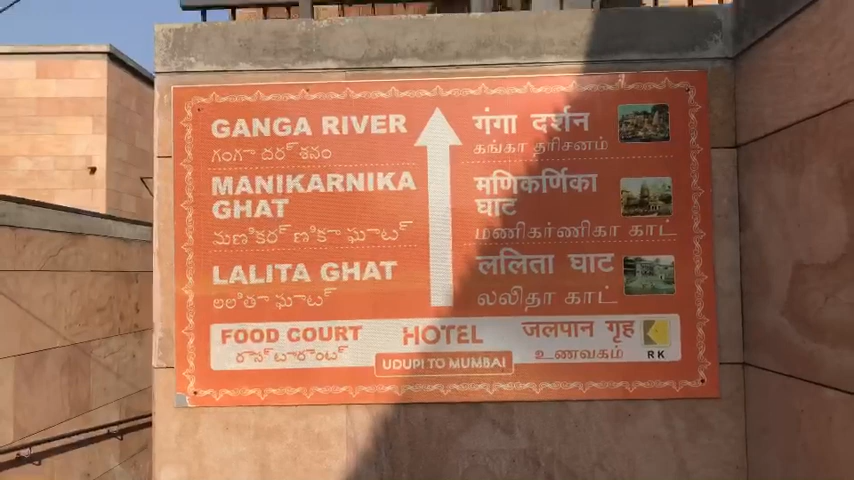 GANGA RIVER
गंगा दर्शन
గంగా దర్శనం
கங்கா தரிசனம்
MANIKARNIKA
GHAT
मणिकर्णिका
घाट
మణికర్ణికా ఘాట్
மணிகர்ணிகா காட்
LALITA GHAT
ललिता घाट
లలితా ఘాట్
லலிதா காட்
FOOD COURT
HOTEL
जलपान गृह
రెస్టారెంట్
UDUPI TO MUMBAI
உணவகம்
RK